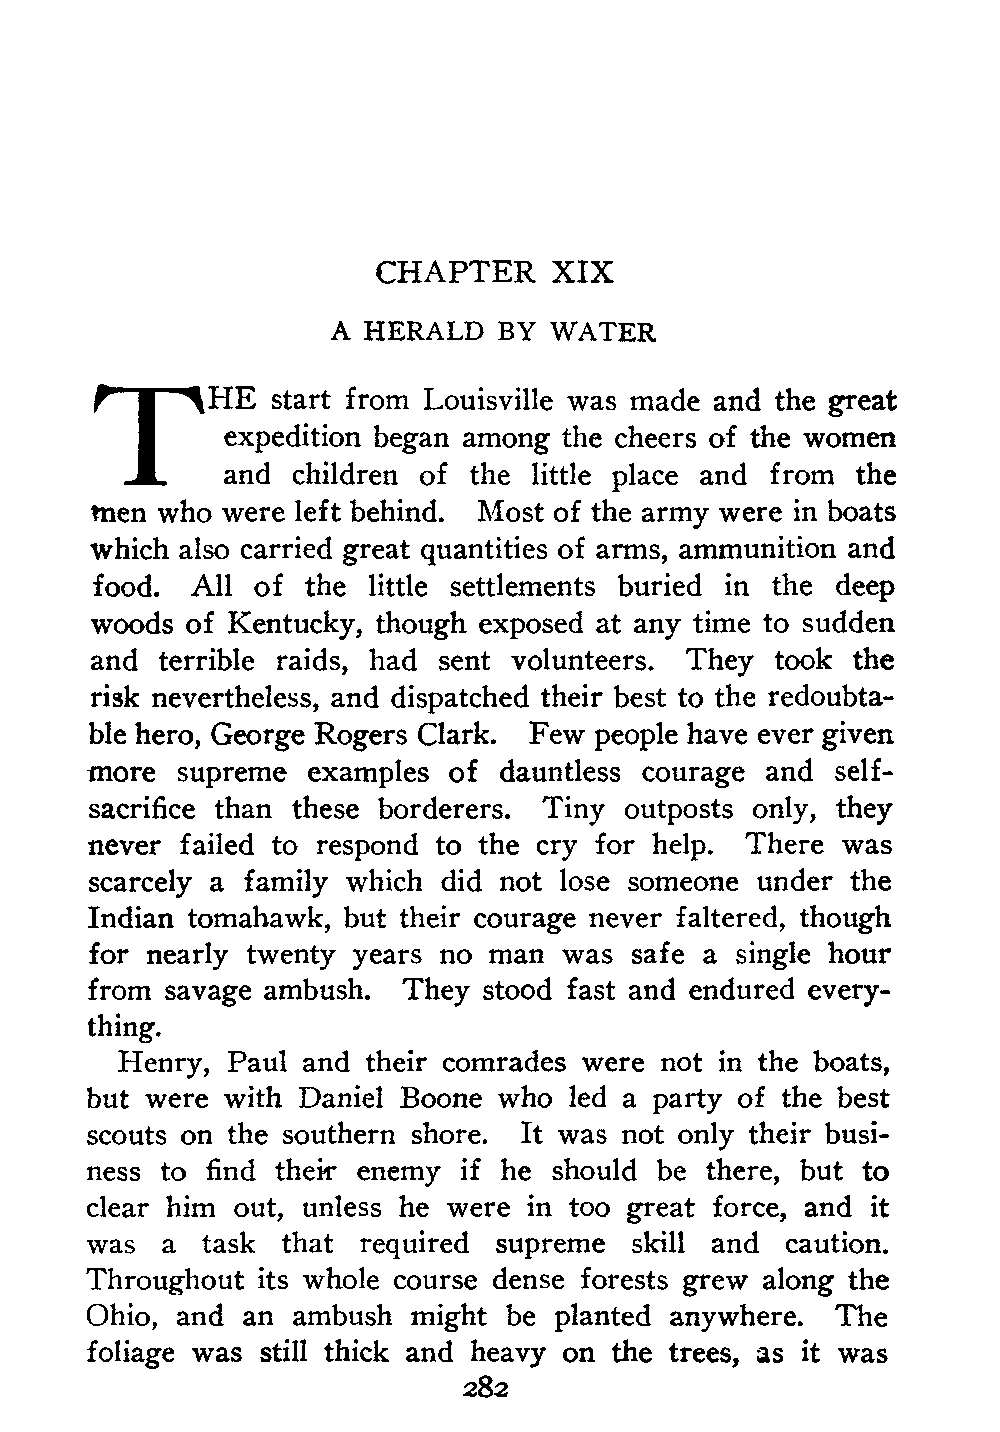 CHAPTER XIX
A HERALD BY WATER
THE start from Louisville was made and the great
expedition began among the cheers of the women
and children of the little place and from the
men who were left behind. Most of the army were in boats
which also carried great quantities of arms, ammunition and
food. All of the little settlements buried in the deep
woods of Kentucky, though exposed at any time to sudden
and terrible raids, had sent volunteers. They took the
risk nevertheless, and dispatched their best to the redoubta-
ble hero, George Rogers Clark. Few people have ever given
more supreme examples of dauntless courage and self-
sacrifice than these borderers. Tiny outposts only, they
never failed to respond to the cry for help. There was
scarcely a family which did not lose someone under the
Indian tomahawk, but their courage never faltered, though
for nearly twenty years no man was safe a single hour
from savage ambush. They stood fast and endured every-
thing.
Henry, Paul and their comrades were not in the boats,
but were with Daniel Boone who led a party of the best
scouts on the southern shore. It was not only their busi-
ness to find their enemy if he should be there, but to
clear him out, unless he were in too great force, and it
was a task that required supreme skill and caution.
Throughout its whole course dense forests grew along the
Ohio, and an ambush might be planted anywhere. The
foliage was still thick and heavy on the trees, as it was
282